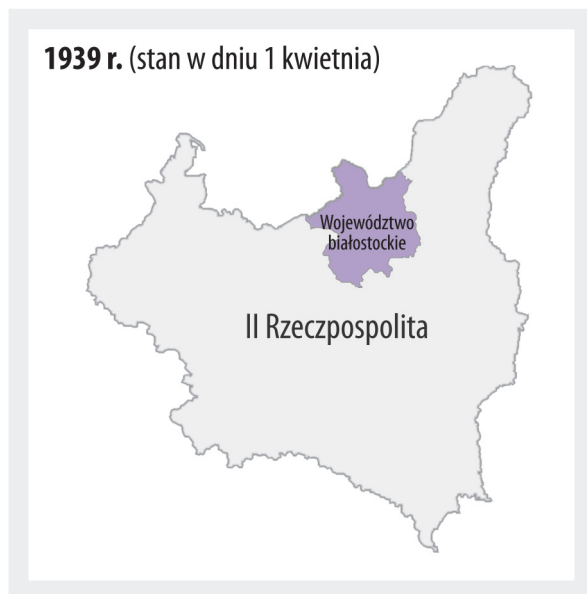 1939 r. (stan w dniu 1 kwietnia)
Województwo
białostockie
II Rzeczpospolita